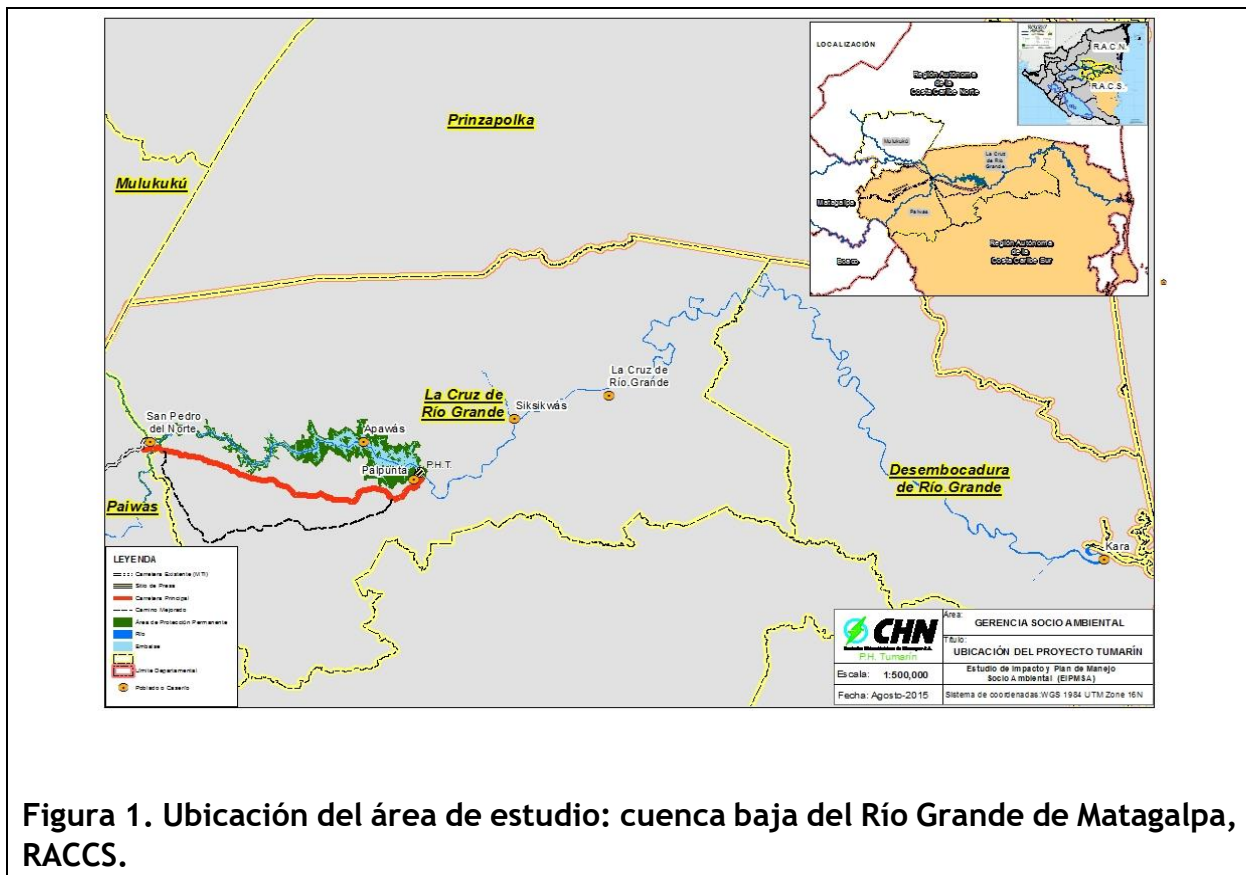 LOCALIZACIÓN
R.A.C.N.
R.A.C.S.
Región Autónoma
de la
Costa Caribe Norte
Mulukukú
La Cruz
de Río
Grande
Matagalpa
Paiwas
Boaco
Región Autónoma
de la
Costa Caribe Sur
Prinzapolka
Mulukukú
La Cruz de
Río Grande
La Cruz de
Río Grande
Siksikwás
San Pedro
del Norte
Apawás
P.H.T.
Palpunta
Paiwas
Desembocadura
de Río Grande
Kara
LEYENDA
Carretera Existente (MTI)
Sitio de Presa
Carretera Principal
Camino Mejorado
Área de Protección Permanente
Río
Embalse
Límite Departamental
Poblado o Caserío
CHN
P.H. Tumarín
Escala: 1:500,000
Fecha: Agosto-2015
Área:
GERENCIA SOCIO AMBIENTAL
Título:
UBICACIÓN DEL PROYECTO TUMARÍN
Estudio de Impacto y Plan de Manejo
Socio Ambiental (EIPMSA)
Sistema de coordenadas:WGS 1984 UTM Zone 16N
Figura 1. Ubicación del área de estudio: cuenca baja del Río Grande de Matagalpa,
RACCS.